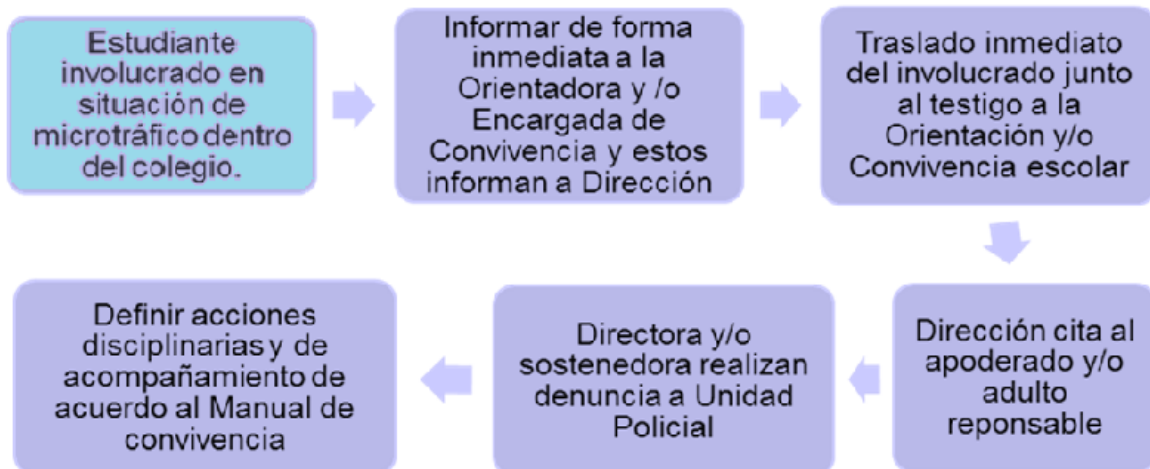 Estudiante
involucrado en
situación de
microtráfico dentro
del colegio.
Informar de forma
inmediata a la
Orientadora y /o
Encargada de
Convivencia y estos
informan a Dirección
Traslado inmediato
del involucrado junto
al testigo a la
Orientación y/o
Convivencia escolar
Dirección cita al
apoderado y/o
adulto
reponsable
Directora y/o
sostenedora realizan
denuncia a Unidad
Policial
Definir acciones
disciplinarias y de
acompañamiento de
acuerdo al Manual de
convivencia